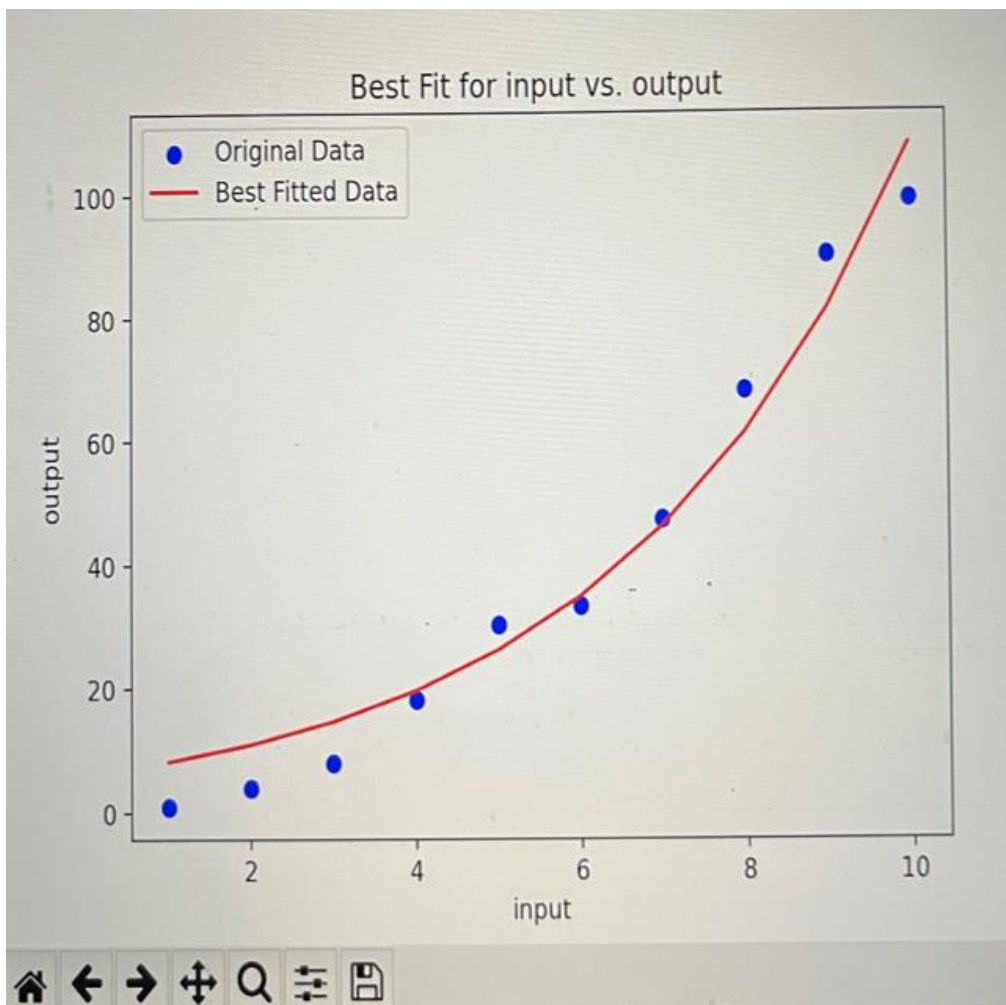 Best Fit for input vs. output
Original Data
Best Fitted Data
100
80
60
40
20
0
output
2 4 6 8 10
input